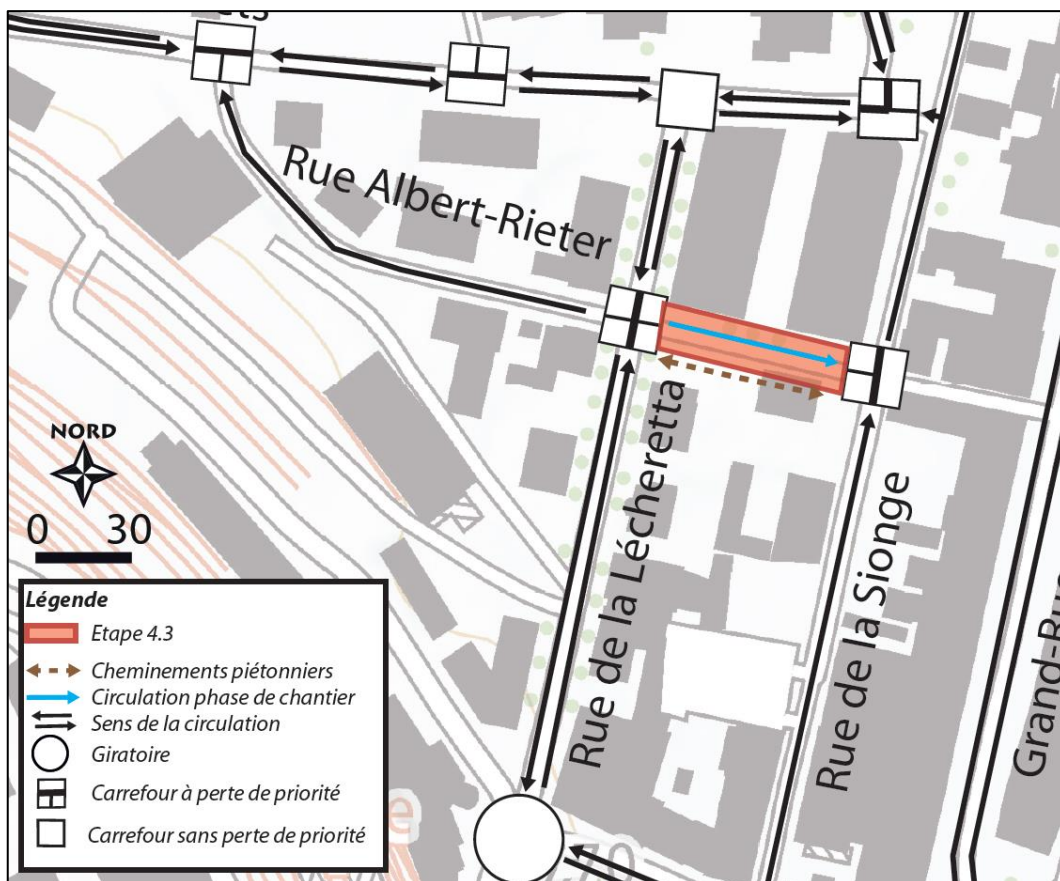 Rue Albert-Rieter
Rue de la Lécheretta
Rue de la Sionge
NORD
0 30
Légende
Etape 4.3
Cheminements piétonniers
Circulation phase de chantier
Sens de la circulation
Giratoire
Carrefour à perte de priorité
Carrefour sans perte de priorité